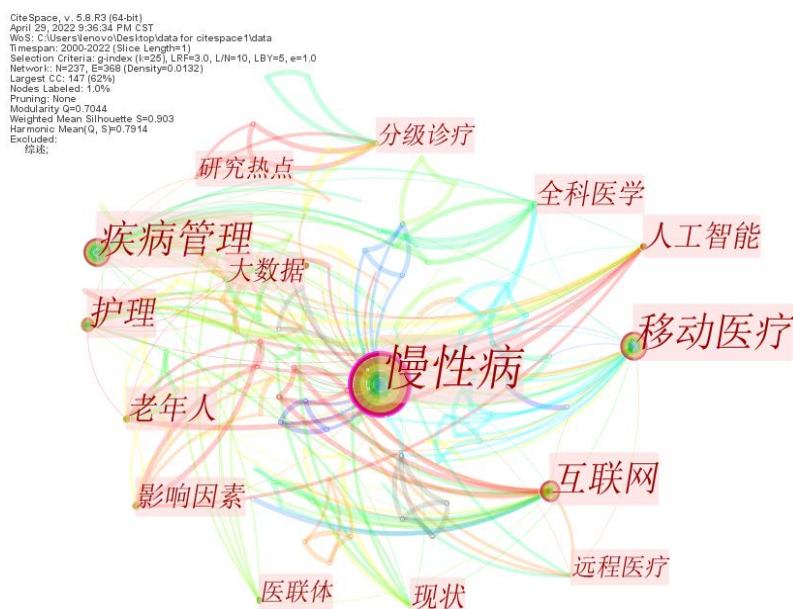 CiteSpace, v. 5.8.R3 (64-bit)
April 29, 2022 9:36:34 PM CST
WoS: C:\Users\lenovo\Desktop\data for citespace1\data
Timespan: 2000-2022 (Slice Length=1)
Selection Criteria: g-index (k=25), LRF=3.0, L/N=10, LBY=5, e=1.0
Network: N=237, E=368 (Density=0.0132)
Largest CC: 147 (62%)
Nodes Labeled: 1.0%
Pruning: None
Modularity Q=0.7044
Weighted Mean Silhouette S=0.903
Harmonic Mean(Q, S)=0.7914
Excluded:
综述;
分级诊疗
研究热点
全科医学
疾病管理
人工智能
大数据
护理
移动医疗
慢性病
老年人
互联网
影响因素
远程医疗
医联体
现状